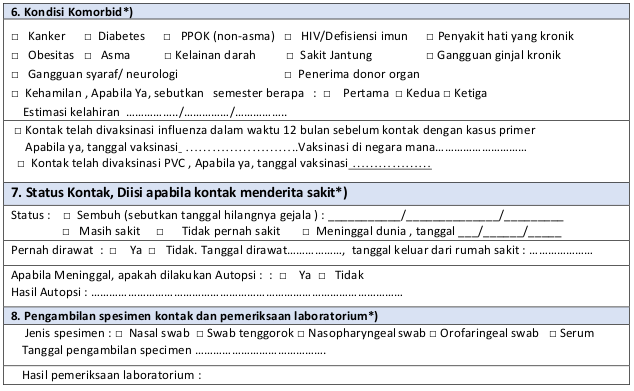 6. Kondisi Komorbid*)
□ Kanker □ Diabetes □ PPOK (non-asma) □ HIV/Defisiensi imun □ Penyakit hati yang kronik
□ Obesitas □ Asma □ Kelainan darah □ Sakit Jantung □ Gangguan ginjal kronik
□ Gangguan syaraf/ neurologi □ Penerima donor organ
□ Kehamilan , Apabila Ya, sebutkan semester berapa : □ Pertama □ Kedua □ Ketiga
Estimasi kelahiran ……………../……………/……………..
□ Kontak telah divaksinasi influenza dalam waktu 12 bulan sebelum kontak dengan kasus primer
Apabila ya, tanggal vaksinasi_ ........................Vaksinasi di negara mana…………………………
□ Kontak telah divaksinasi PVC , Apabila ya, tanggal vaksinasi_.................
7. Status Kontak, Diisi apabila kontak menderita sakit*)
Status : □ Sembuh (sebutkan tanggal hilangnya gejala ) : ___________/______________/_________
□ Masih sakit □ Tidak pernah sakit □ Meninggal dunia , tanggal ___/______/_____
Pernah dirawat : □ Ya □ Tidak. Tanggal dirawat………………, tanggal keluar dari rumah sakit : …………………
Apabila Meninggal, apakah dilakukan Autopsi : : □ Ya □ Tidak
Hasil Autopsi : …………………………………………………………………………………………
8. Pengambilan spesimen kontak dan pemeriksaan laboratorium*)
Jenis spesimen : □ Nasal swab □ Swab tenggorok □ Nasopharyngeal swab □ Orofaringeal swab □ Serum
Tanggal pengambilan specimen …………………………………….
Hasil pemeriksaan laboratorium :